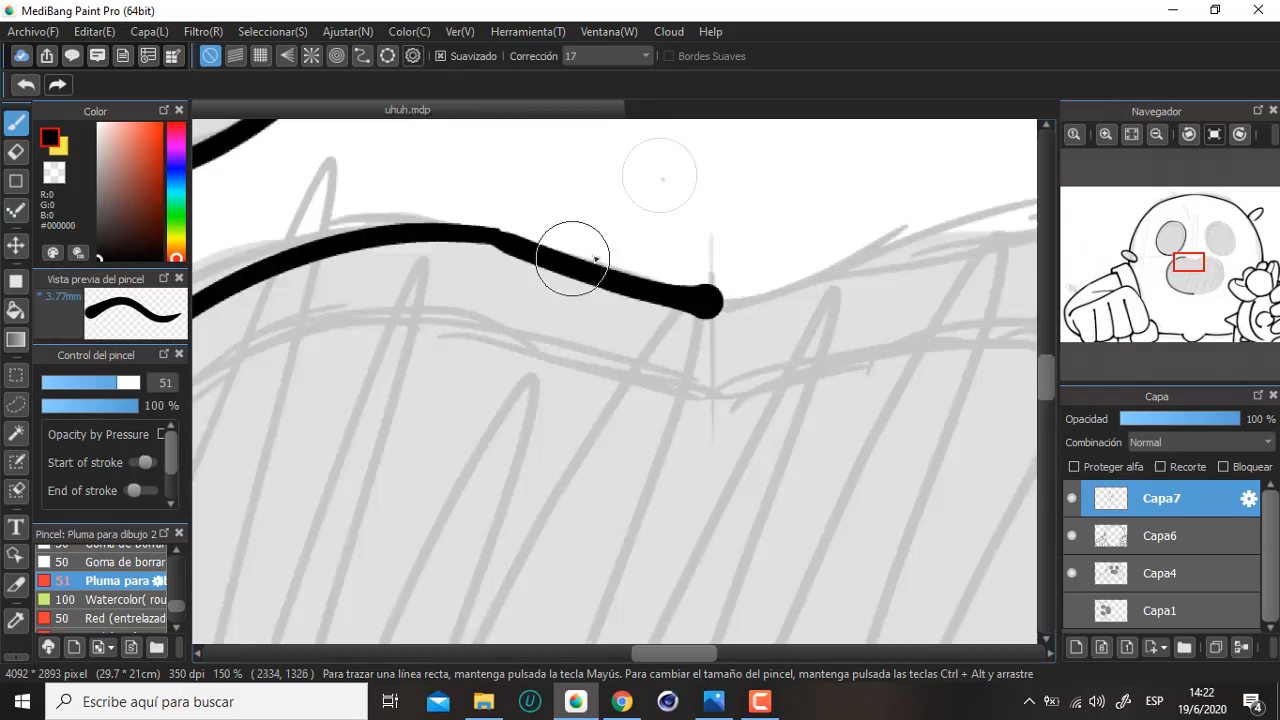 MediBang Paint Pro (64bit)
Archivo(F) Editar(E) Capa(L) Filtro(R) Seleccionar(S) Ajustar(N) Color(C) Ver(V) Herramienta(T) Ventana(W) Cloud Help
Suavizado Corrección 17 Bordes Suaves
Color
uhuh.mdp
Navegador
R:0
G:0
B:0
#000000
Vista previa del pincel
3.77mm
Control del pincel
51
100 %
Opacity by Pressure
Start of stroke
End of stroke
Capa
Opacidad 100 %
Combinación Normal
Proteger alfa Recorte Bloquear
Capa7
Capa6
Capa4
Capa1
Pincel: Pluma para dibujo 2
50 Goma de borrar
50 Goma de borrar
51 Pluma para
100 Watercolor( rou
50 Red (entrelazad
4092 * 2893 pixel (29.7 * 21cm) 350 dpi 150 % ( 2334, 1326 ) Para trazar una línea recta, mantenga pulsada la tecla Mayús. Para cambiar el tamaño del pincel, mantenga pulsadas las teclas Ctrl + Alt y arrastre
Escribe aquí para buscar
ESP
14:22
19/6/2020
4